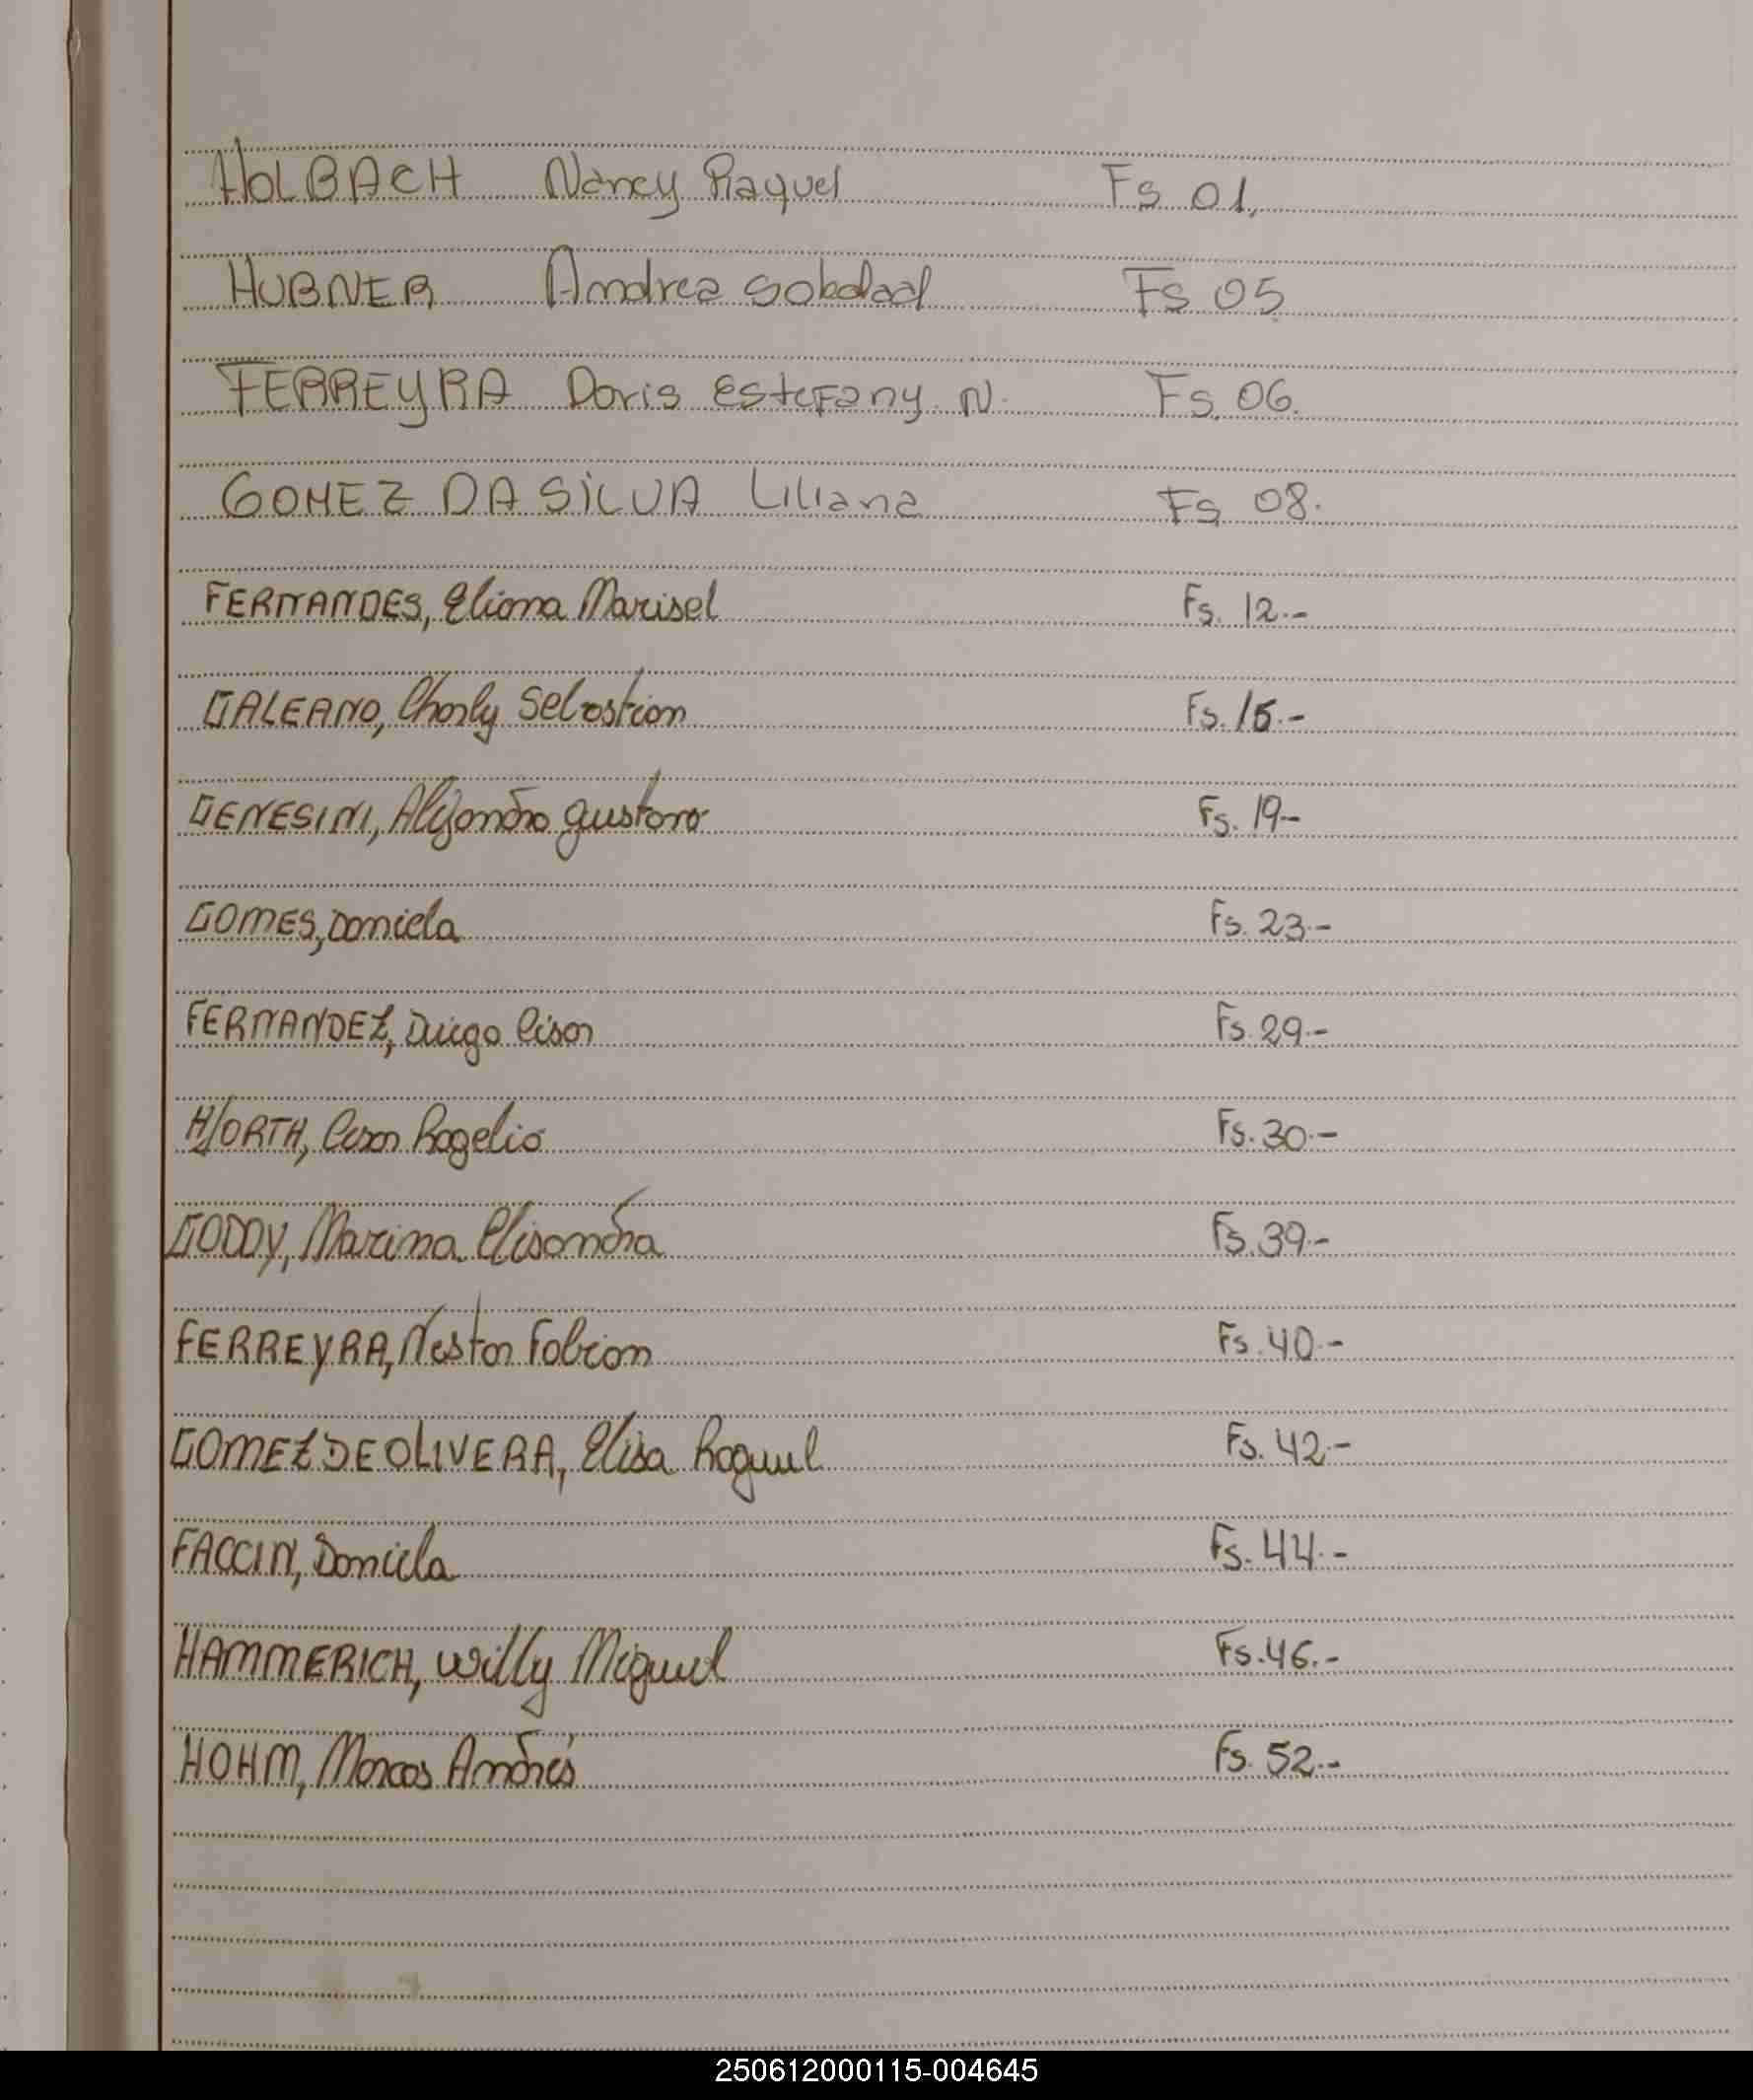 HOLBACH Nancy Raquel Fs 01.
HUBNER Andrea Soledad Fs 05
FERREYRA Doris Estefany N. Fs. 06.
GOMEZ DA SILVA Liliana Fs 08.
FERNANDES, Eliana Marisel Fs. 12.-
GALEANO, Charly Sebastian Fs. 15.-
GENESINI, Alejandro Gustavo Fs. 19-
GOMES, Daniela Fs. 23.-
FERNANDEZ, Diego Cesar Fs. 29.-
HJORTH, Cesar Rogelio Fs. 30.-
GODOY, Marina Elisandra Fs. 39.-
FERREYRA, Nestor Fabian Fs. 40.-
GOMEZ DE OLIVERA, Elisa Raquel Fs. 42.-
FACCIN, Daniela Fs. 44.-
HAMMERICH, Willy Miguel Fs. 46.-
HOHM, Marcos Andrés Fs. 52.-
250612000115-004645